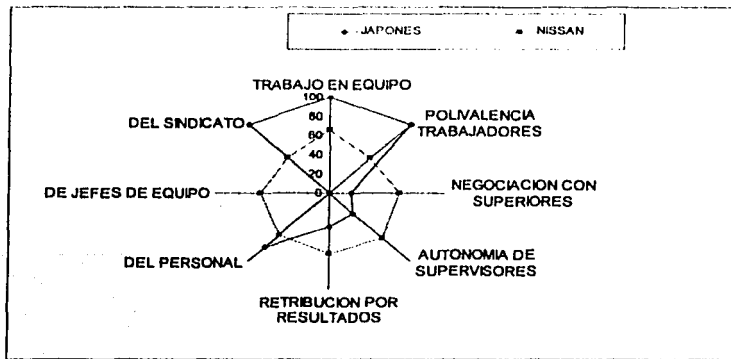 JAPONES NISSAN
TRABAJO EN EQUIPO
100
80
60
40
20
0
POLIVALENCIA
TRABAJADORES
NEGOCIACION CON
SUPERIORES
AUTONOMIA DE
SUPERVISORES
RETRIBUCION POR
RESULTADOS
DEL PERSONAL
DE JEFES DE EQUIPO
DEL SINDICATO